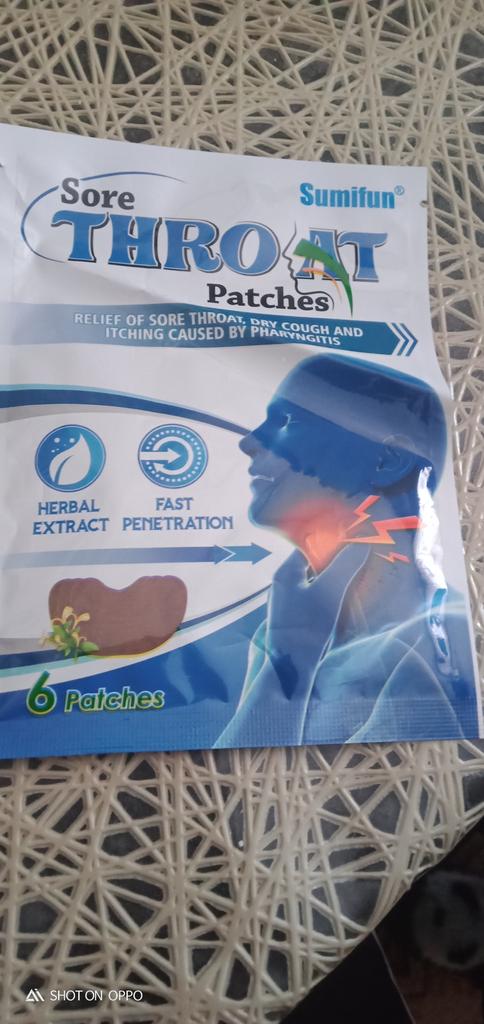 Sore
Sumifun®
THROAT
Patches
RELIEF OF SORE THROAT, DRY COUGH AND
ITCHING CAUSED BY PHARYNGITIS
HERBAL
EXTRACT
FAST
PENETRATION
6 Patches
SHOT ON OPPO